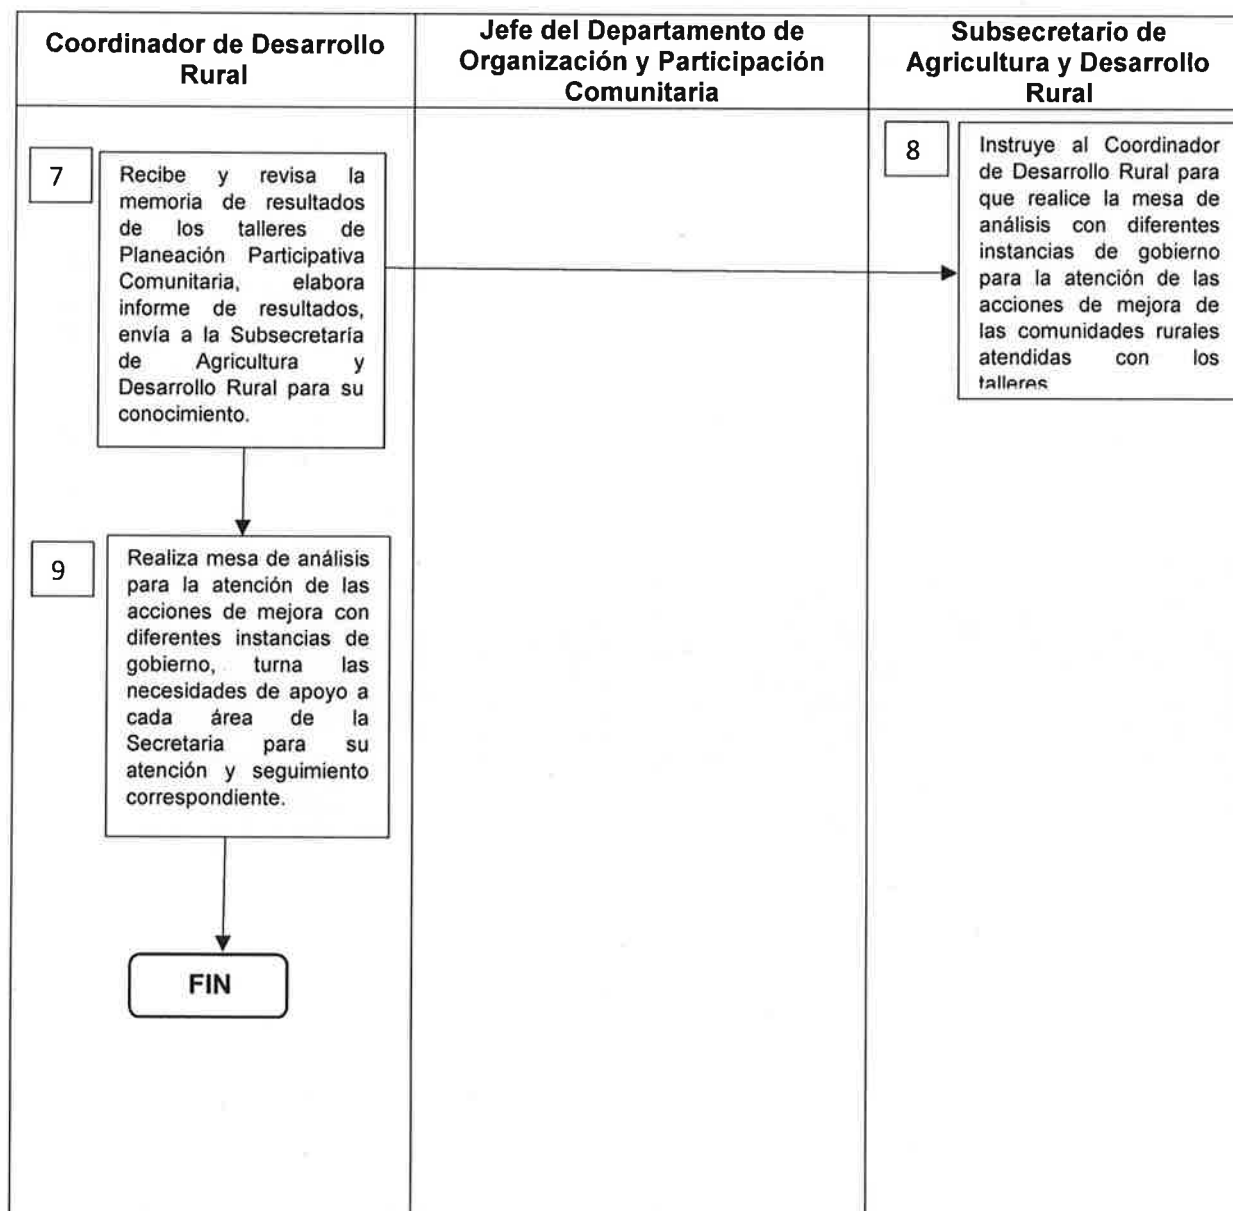 Coordinador de Desarrollo
Rural
Jefe del Departamento de
Organización y Participación
Comunitaria
Subsecretario de
Agricultura y Desarrollo
Rural
7
Recibe y revisa la
memoria de resultados
de los talleres de
Planeación Participativa
Comunitaria, elabora
informe de resultados,
envía a la Subsecretaría
de Agricultura y
Desarrollo Rural para su
conocimiento.
8
Instruye al Coordinador
de Desarrollo Rural para
que realice la mesa de
análisis con diferentes
instancias de gobierno
para la atención de las
acciones de mejora de
las comunidades rurales
atendidas con los
talleres
9
Realiza mesa de análisis
para la atención de las
acciones de mejora con
diferentes instancias de
gobierno, turna las
necesidades de apoyo a
cada área de la
Secretaria para su
atención y seguimiento
correspondiente.
FIN